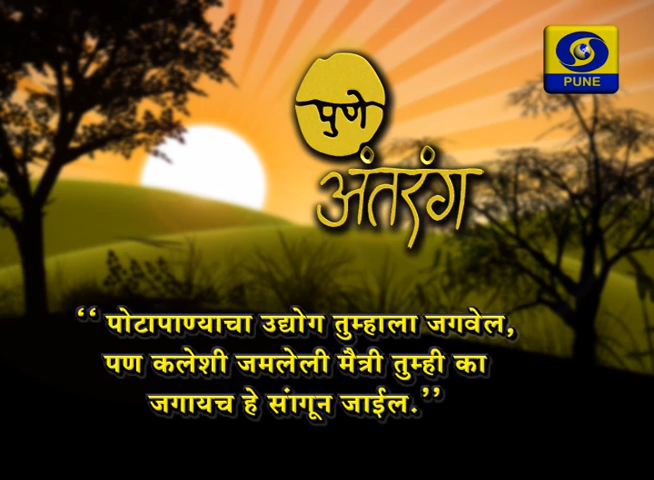 PUNE
पुणे
अंतरंग
“ पोटापाण्याचा उद्योग तुम्हाला जगवेल,
पण कलेशी जमलेली मैत्री तुम्ही का
जगायच हे सांगून जाईल.”